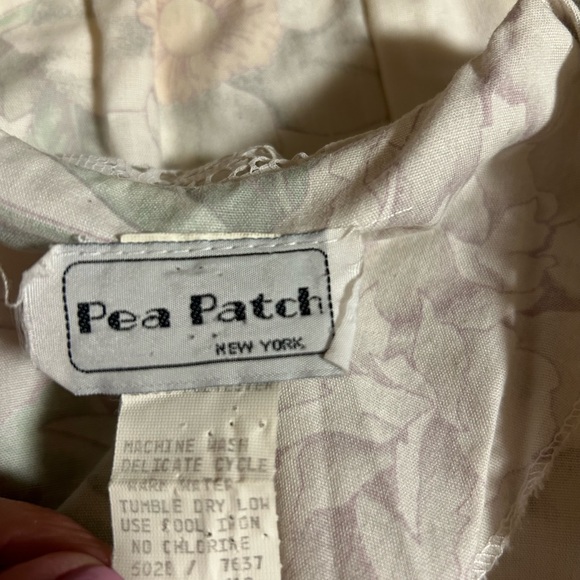 Pea Patch
NEW YORK
POLYESTER
MACHINE WASH
DELICATE CYCLE
WARM WATER
TUMBLE DRY LOW
USE COOL IRON
NO CHLORINE
/ 7637